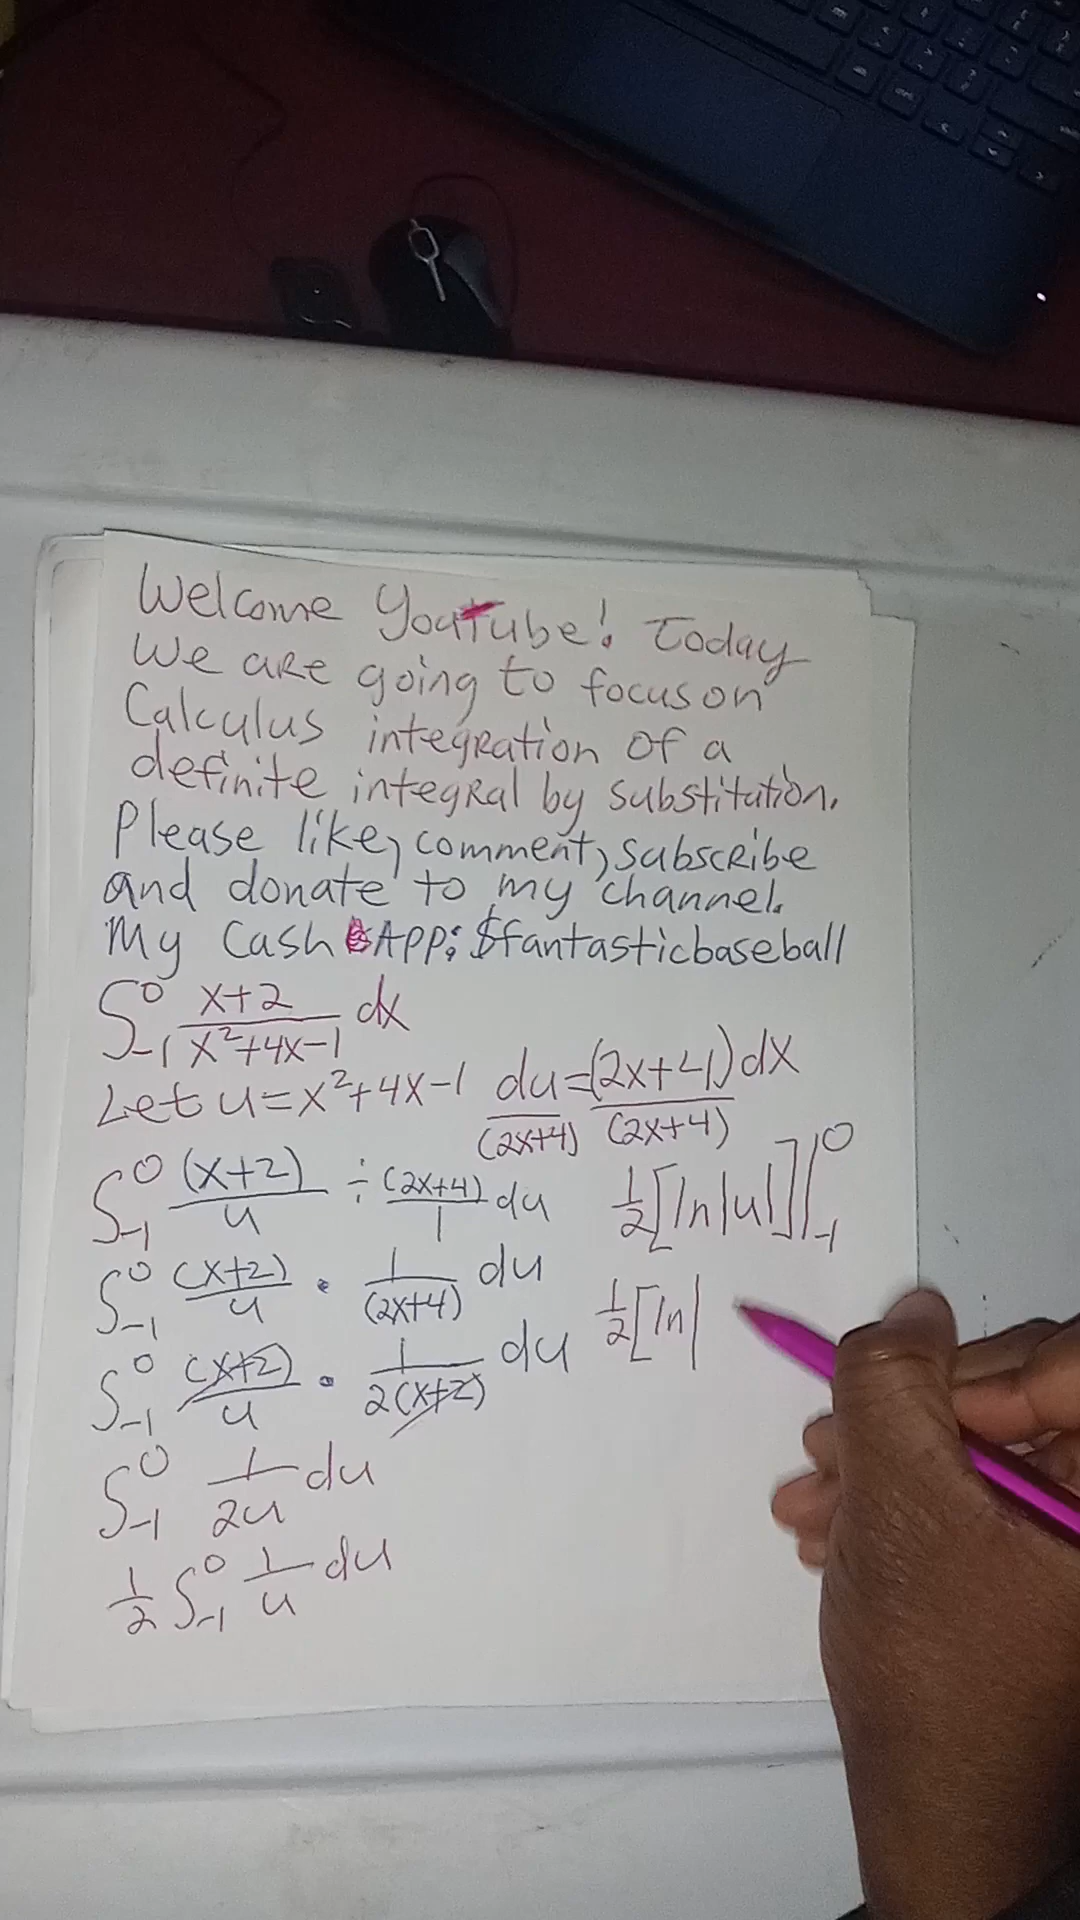 Welcome YouTube! Today
We are going to focus on
Calculus integration of a
definite integral by substitution.
Please like, comment, subscribe
and donate to my channel.
My Cash App: $fantasticbaseball
∫₋₁⁰ (x+2)/(x²+4x-1) dx
Let u=x²+4x-1 du/(2x+4)=(2x+4)dx/(2x+4)
∫₋₁⁰ (x+2)/u ÷ (2x+4)/1 du
∫₋₁⁰ (x+2)/u · 1/(2x+4) du
∫₋₁⁰ (x+2)/u · 1/2(x+2) du
∫₋₁⁰ 1/2u du
1/2 ∫₋₁⁰ 1/u du
1/2[ln|u|]|₋₁⁰
1/2[ln|